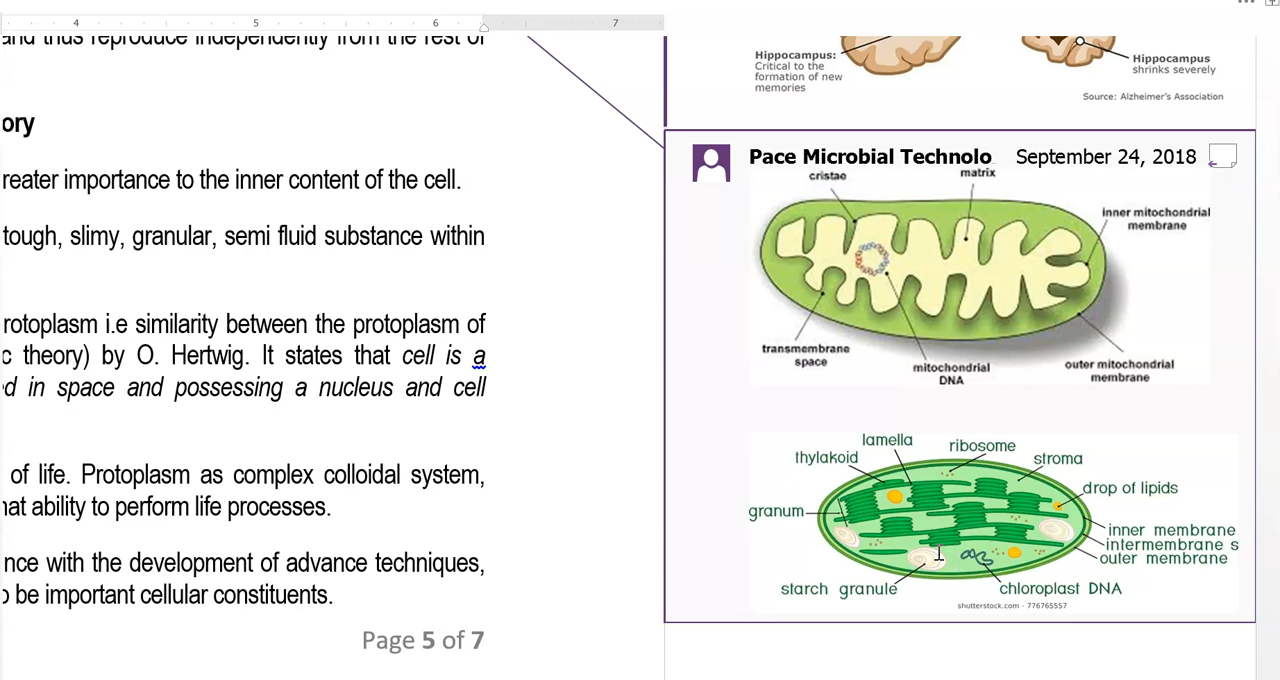 4 5 6 7
and thus reproduce independently from the rest of
ory
reater importance to the inner content of the cell.
tough, slimy, granular, semi fluid substance within
rotoplasm i.e similarity between the protoplasm of
c theory) by O. Hertwig. It states that cell is a
d in space and possessing a nucleus and cell
of life. Protoplasm as complex colloidal system,
hat ability to perform life processes.
nce with the development of advance techniques,
o be important cellular constituents.
Page 5 of 7
Hippocampus:
Critical to the
formation of new
memories
Hippocampus
shrinks severely
Source: Alzheimer's Association
Pace Microbial Technolo September 24, 2018
cristae
matrix
inner mitochondrial
membrane
transmembrane
space
mitochondrial
DNA
outer mitochondrial
membrane
lamella
ribosome
thylakoid
stroma
drop of lipids
granum
inner membrane
intermembrane s
outer membrane
starch granule
chloroplast DNA
shutterstock.com · 776765557